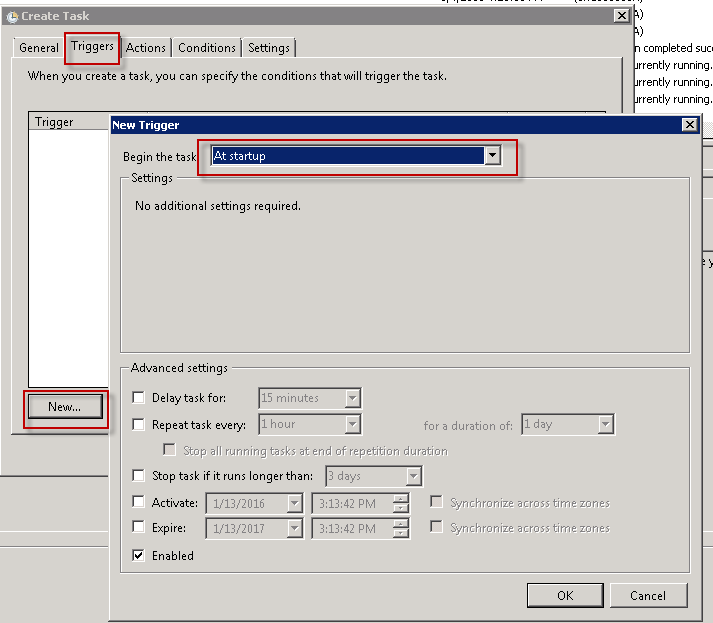 Create Task
A)
A)
n completed succ
General Triggers Actions Conditions Settings
urrently running.
When you create a task, you can specify the conditions that will trigger the task.
urrently running.
urrently running.
Trigger
New Trigger
Begin the task At startup
Settings
No additional settings required.
e y
Advanced settings
Delay task for: 15 minutes
New...
Repeat task every: 1 hour for a duration of: 1 day
Stop all running tasks at end of repetition duration
Stop task if it runs longer than: 3 days
Activate: 1/13/2016 3:13:42 PM Synchronize across time zones
Expire: 1/13/2017 3:13:42 PM Synchronize across time zones
Enabled
OK Cancel